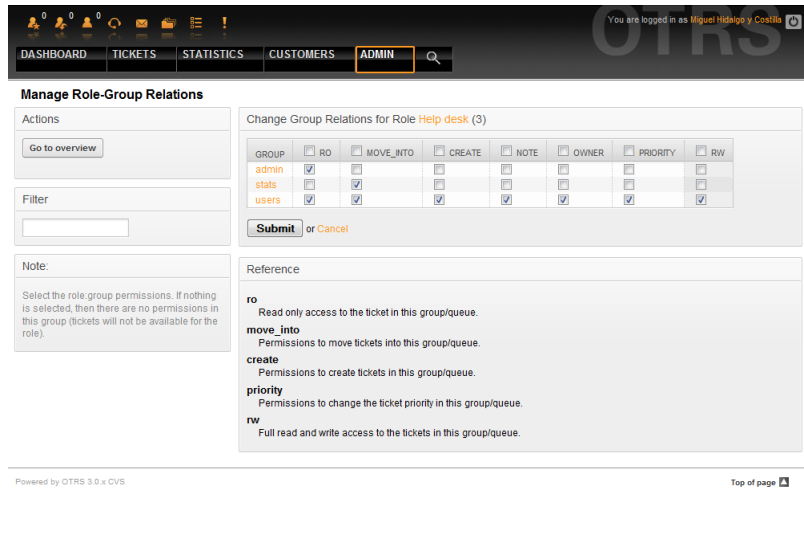 0 0 0
You are logged in as Miguel Hidalgo y Costilla
OTRS
DASHBOARD TICKETS STATISTICS CUSTOMERS ADMIN
Manage Role-Group Relations
Actions
Go to overview
Filter
Note:
Select the role:group permissions. If nothing
is selected, then there are no permissions in
this group (tickets will not be available for the
role).
Change Group Relations for Role Help desk (3)
GROUP RO MOVE_INTO CREATE NOTE OWNER PRIORITY RW
admin
stats
users
Submit or Cancel
Reference
ro
Read only access to the ticket in this group/queue.
move_into
Permissions to move tickets into this group/queue.
create
Permissions to create tickets in this group/queue.
priority
Permissions to change the ticket priority in this group/queue.
rw
Full read and write access to the tickets in this group/queue.
Powered by OTRS 3.0.x CVS
Top of page